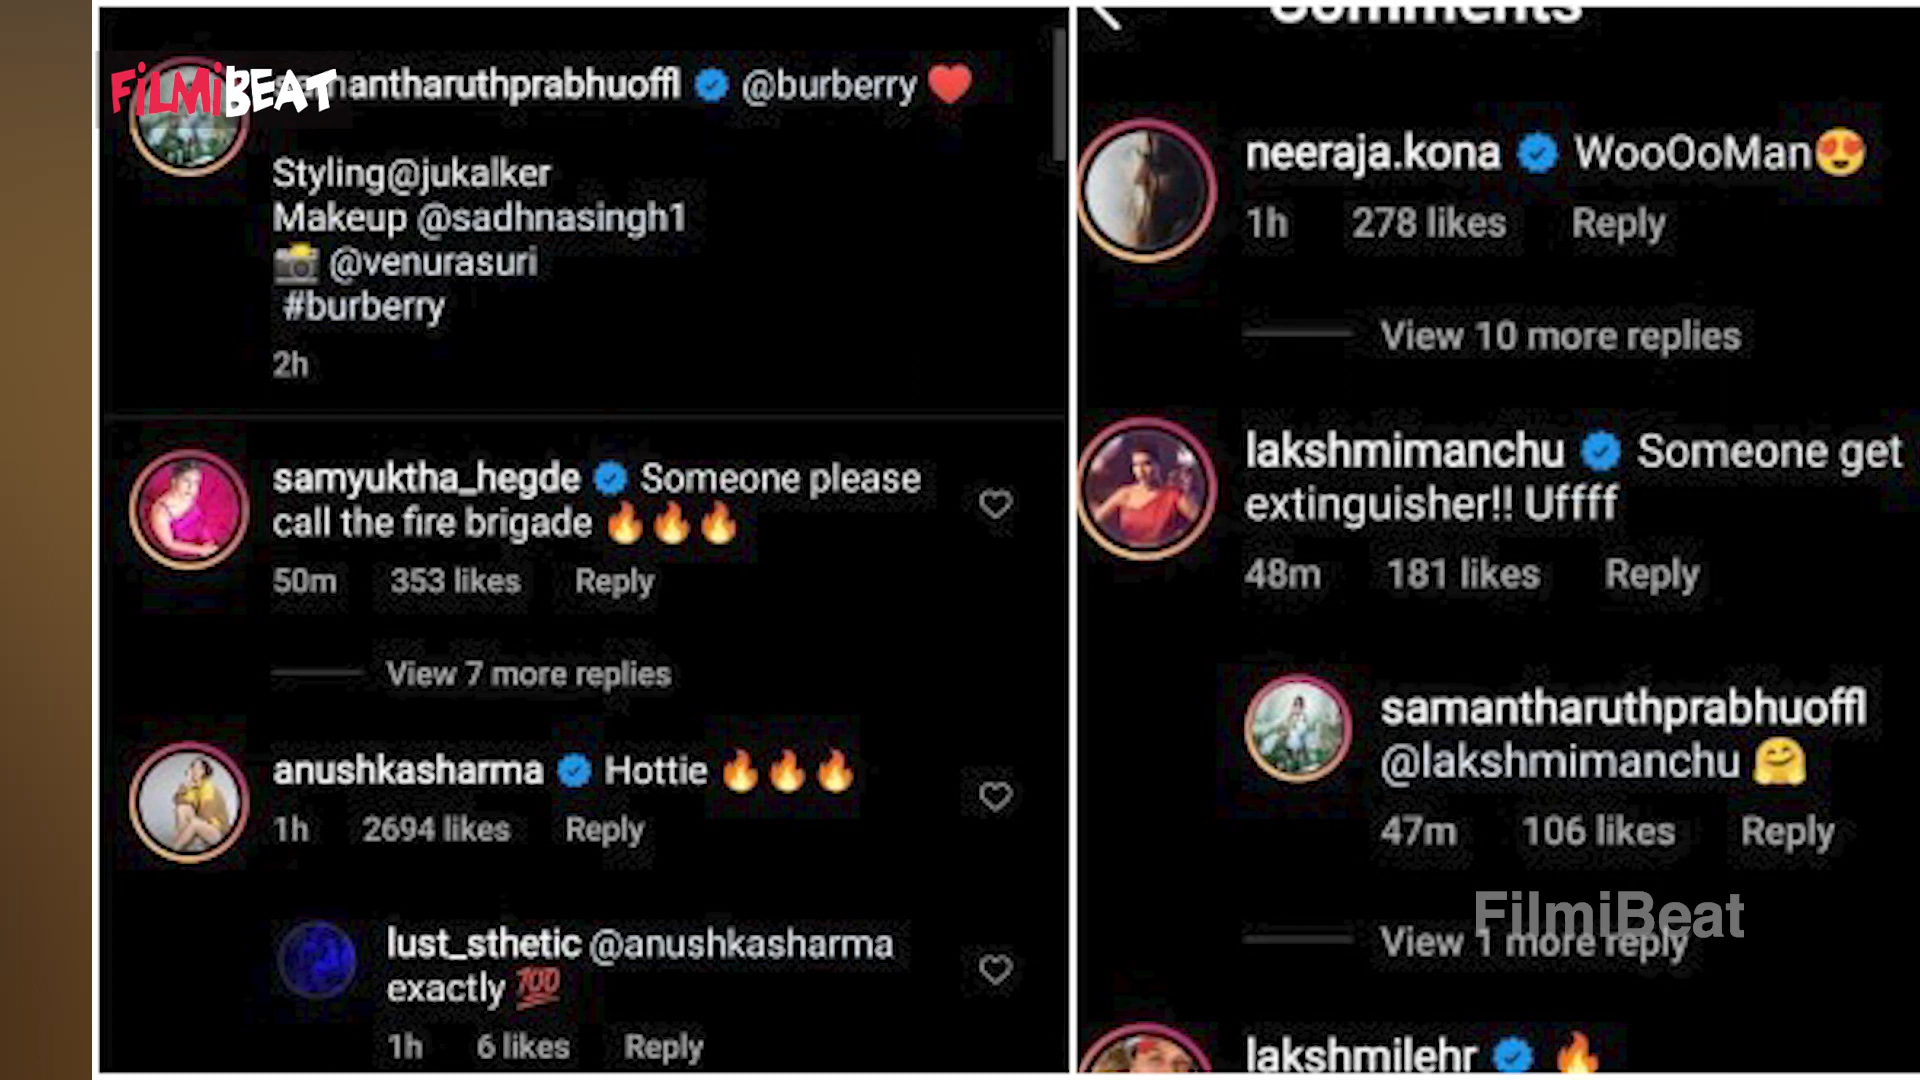 FiLMiBEAT
mantharuthprabhuoffl @burberry ❤️
Styling@jukalker
Makeup @sadhnasingh1
📸 @venurasuri
#burberry
2h
samyuktha_hegde Someone please
call the fire brigade 🔥🔥🔥
50m 353 likes Reply
View 7 more replies
anushkasharma Hottie 🔥🔥🔥
1h 2694 likes Reply
lust_sthetic @anushkasharma
exactly 💯
1h 6 likes Reply
Comments
neeraja.kona WooOoMan😍
1h 278 likes Reply
View 10 more replies
lakshmimanchu Someone get
extinguisher!! Uffff
48m 181 likes Reply
samantharuthprabhuoffl
@lakshmimanchu 🤗
47m 106 likes Reply
FilmiBeat
View 1 more reply
lakshmilehr 🔥